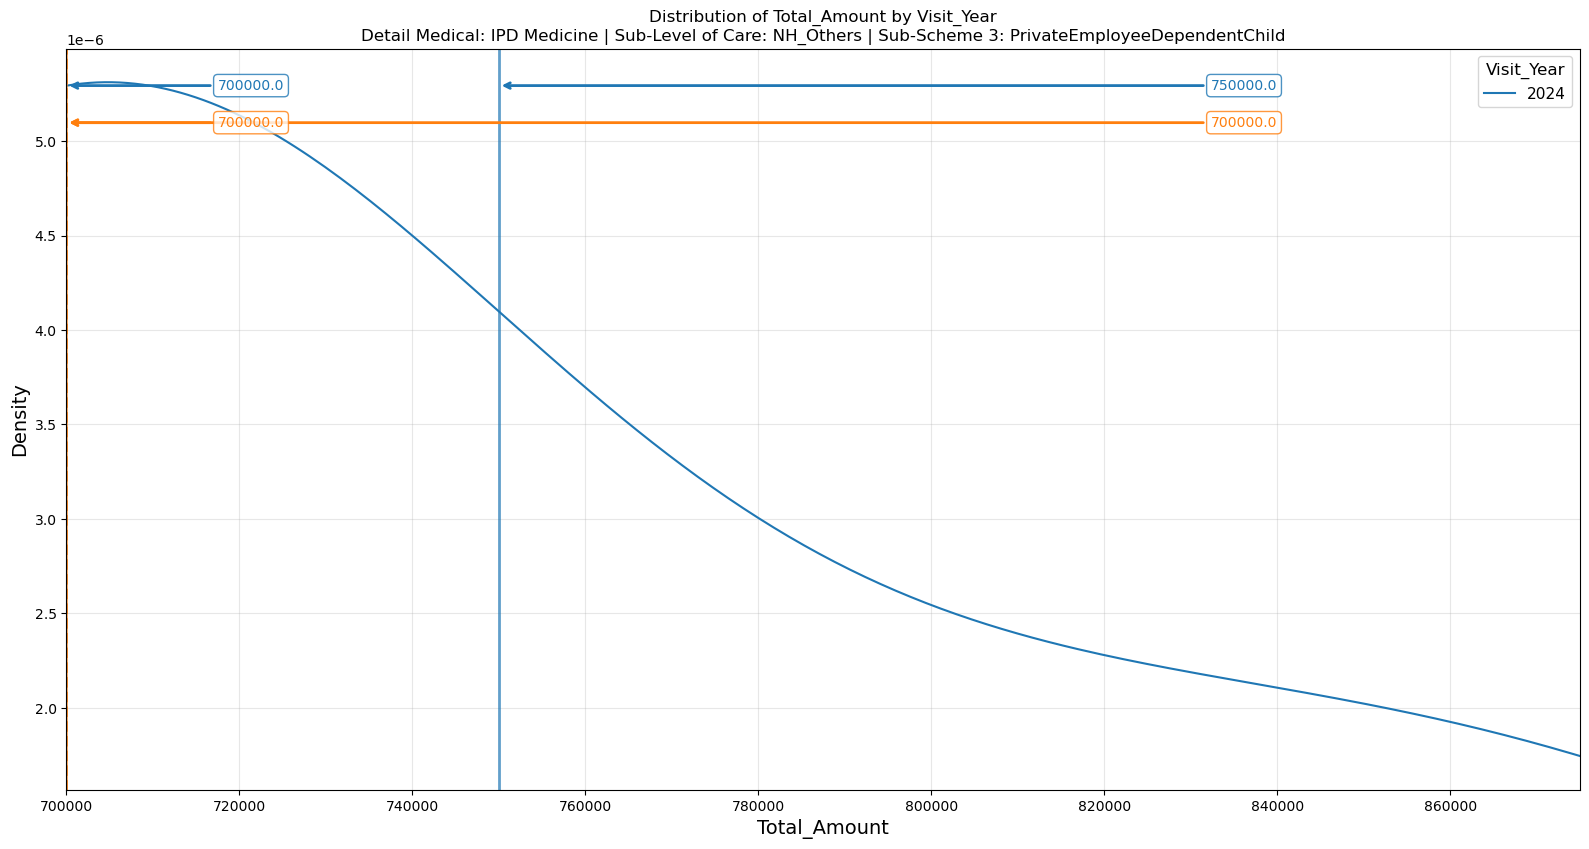 Distribution of Total_Amount by Visit_Year
Detail Medical: IPD Medicine | Sub-Level of Care: NH_Others | Sub-Scheme 3: PrivateEmployeeDependentChild
1e−6
Visit_Year
2024
700000.0
750000.0
700000.0
700000.0
5.0
4.5
4.0
3.5
3.0
2.5
2.0
Density
700000 720000 740000 760000 780000 800000 820000 840000 860000
Total_Amount